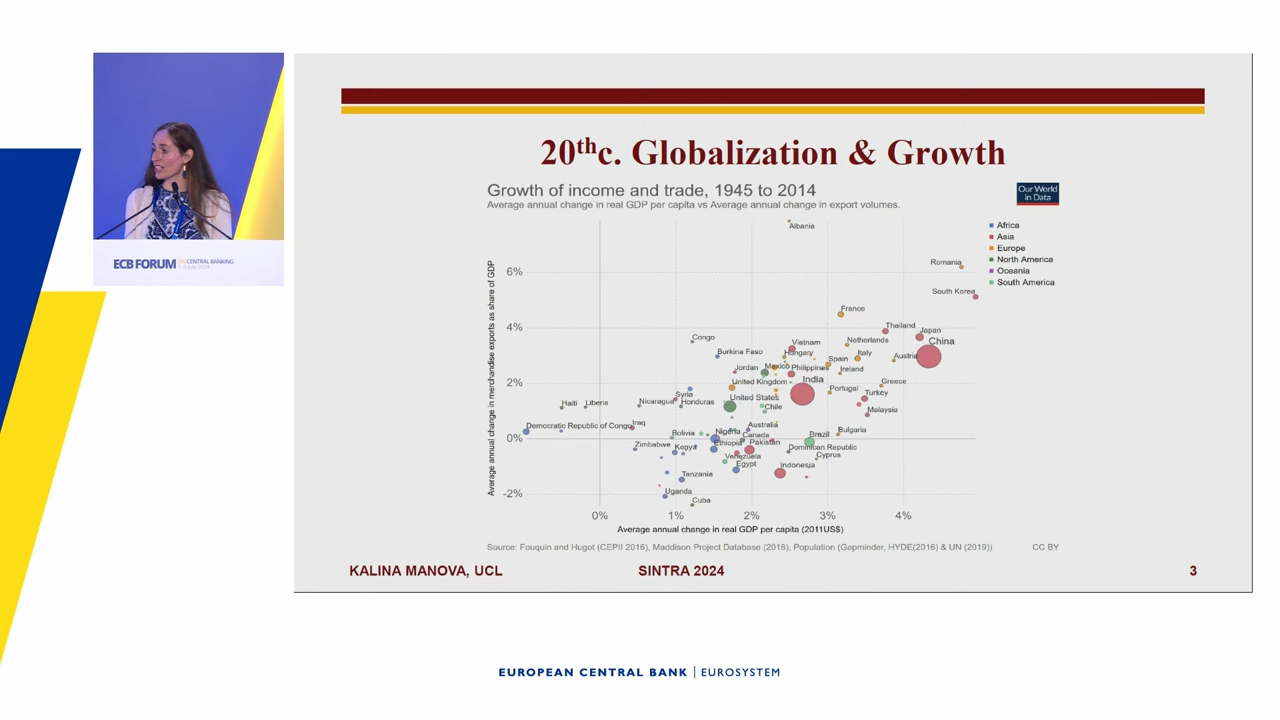 20thc. Globalization & Growth
Growth of income and trade, 1945 to 2014
Average annual change in real GDP per capita vs Average annual change in export volumes.
Our World
in Data
Africa
Asia
Europe
North America
Oceania
South America
Average annual change in merchandise exports as share of GDP
6%
4%
2%
0%
-2%
Albania
Romania
South Korea
France
Thailand
Japan
China
Congo
Netherlands
Vietnam
Burkina Faso
Hungary
Italy
Austria
Spain
Jordan
Mexico
Philippines
Ireland
United Kingdom
India
Greece
Portugal
Turkey
Syria
United States
Haiti
Liberia
Nicaragua
Honduras
Chile
Malaysia
Democratic Republic of Congo
Iraq
Australia
Bolivia
Nigeria
Canada
Brazil
Bulgaria
Zimbabwe
Kenya
Ethiopia
Pakistan
Dominican Republic
Venezuela
Cyprus
Egypt
Indonesia
Tanzania
Uganda
Cuba
0%
1%
2%
3%
4%
Average annual change in real GDP per capita (2011US$)
Source: Fouquin and Hugot (CEPII 2016), Maddison Project Database (2018), Population (Gapminder, HYDE(2016) & UN (2019))
CC BY
KALINA MANOVA, UCL
SINTRA 2024
3
ECB FORUM
CENTRAL BANKING
EUROPEAN CENTRAL BANK | EUROSYSTEM